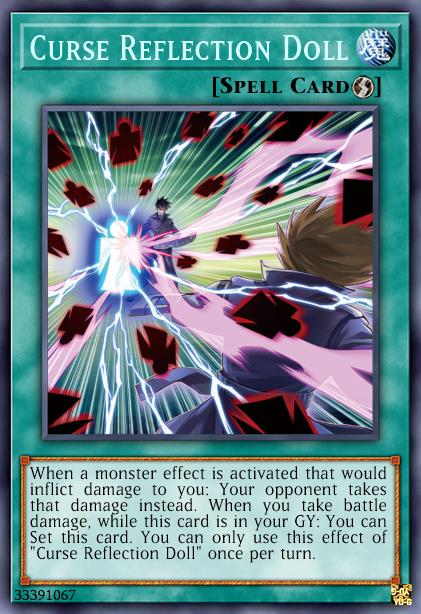 CURSE REFLECTION DOLL
魔
[SPELL CARD]
When a monster effect is activated that would
inflict damage to you: Your opponent takes
that damage instead. When you take battle
damage, while this card is in your GY: You can
Set this card. You can only use this effect of
"Curse Reflection Doll" once per turn.
33391067